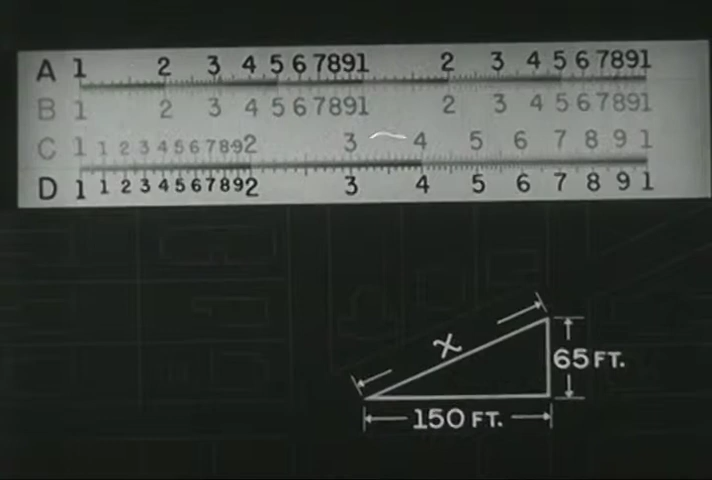 A 1 2 3 4 5 6 7 8 9 1 2 3 4 5 6 7 8 9 1
B 1 2 3 4 5 6 7 8 9 1 2 3 4 5 6 7 8 9 1
C 1 1 2 3 4 5 6 7 8 9 2 3 4 5 6 7 8 9 1
D 1 1 2 3 4 5 6 7 8 9 2 3 4 5 6 7 8 9 1
x
65 FT.
150 FT.